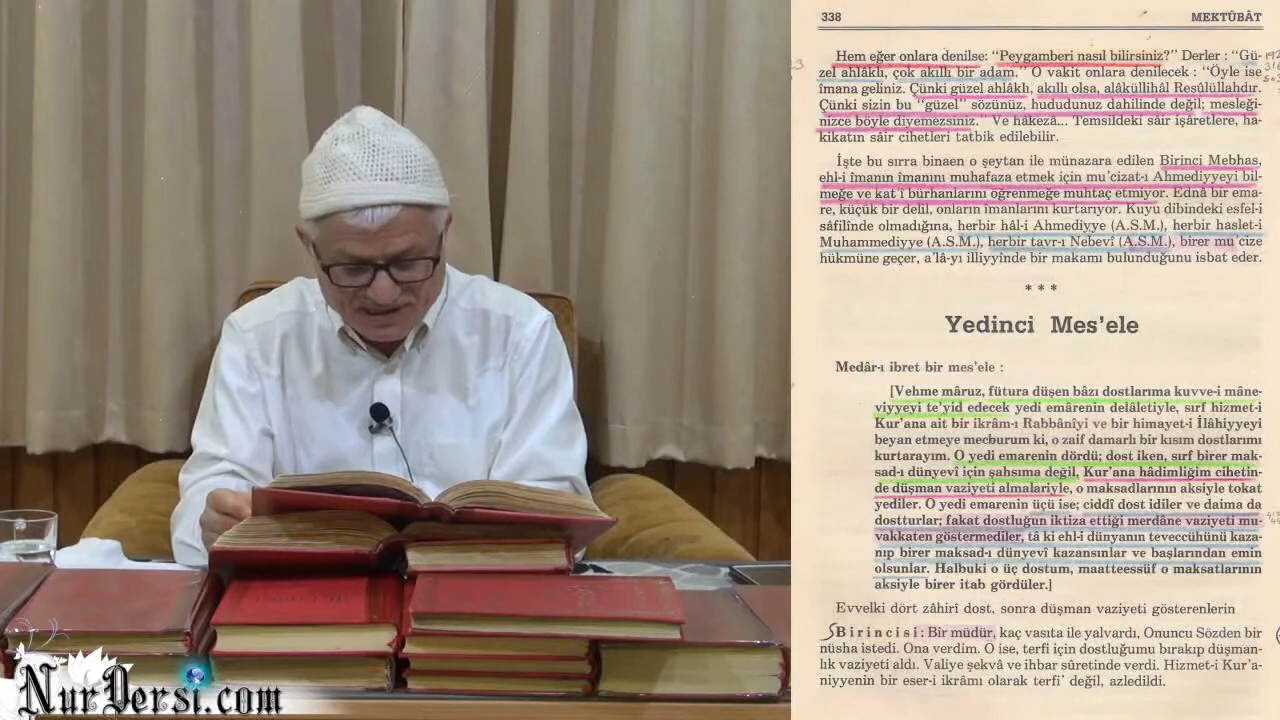 338 MEKTÛBÂT
Hem eğer onlara denilse: "Peygamberi nasıl bilirsiniz?" Derler : "Gü-
zel ahlâklı, çok akıllı bir adam." O vakit onlara denilecek : "Öyle ise
îmana geliniz. Çünki güzel ahlâklı, akıllı olsa, alâküllihâl Resûlüllahdır.
Çünki sizin bu "güzel" sözünüz, hududunuz dahilinde değil; mesleği-
nizce böyle diyemezsiniz." Ve hâkezâ... Temsildeki sâir işâretlere, ha-
kikatın sâir cihetleri tatbik edilebilir.
İşte bu sırra binaen o şeytan ile münazara edilen Birinci Mebhas,
ehl-i îmanın îmanını muhafaza etmek için mu'cizat-ı Ahmediyyeyi bil-
meğe ve kat'î burhanlarını öğrenmeğe muhtaç etmiyor. Ednâ bir ema-
re, küçük bir delil, onların imanlarını kurtarıyor. Kuyu dibindeki esfel-i
sâfilînde olmadığına, herbir hâl-i Ahmediyye (A.S.M.), herbir haslet-i
Muhammediyye (A.S.M.), herbir tavr-ı Nebevî (A.S.M.), birer mu'cize
hükmüne geçer, a'lâ-yı illiyyînde bir makamı bulunduğunu isbat eder.
* * *
Yedinci Mes'ele
Medâr-ı ibret bir mes'ele :
[Vehme mâruz, fütura düşen bâzı dostlarıma kuvve-i mâne-
viyyeyi te'yid edecek yedi emârenin delâletiyle, sırf hizmet-i
Kur'ana ait bir ikrâm-ı Rabbânîyi ve bir himayet-i İlâhiyyeyi
beyan etmeye mecburum ki, o zaif damarlı bir kısım dostlarımı
kurtarayım. O yedi emarenin dördü; dost iken, sırf birer mak-
sad-ı dünyevî için şahsıma değil, Kur'ana hâdimliğim cihetin-
de düşman vaziyeti almalariyle, o maksadlarının aksiyle tokat
yediler. O yedi emarenin üçü ise; ciddî dost idiler ve daima da
dostturlar; fakat dostluğun iktiza ettiği merdâne vaziyeti mu-
vakkaten göstermediler, tâ ki ehl-i dünyanın teveccühünü kaza-
nıp birer maksad-ı dünyevî kazansınlar ve başlarından emin
olsunlar. Halbuki o üç dostum, maatteessüf o maksatlarının
aksiyle birer itab gördüler.]
Evvelki dört zâhirî dost, sonra düşman vaziyeti gösterenlerin
Birincisi: Bir müdür, kaç vasıta ile yalvardı, Onuncu Sözden bir
nüsha istedi. Ona verdim. O ise, terfi için dostluğumu bırakıp düşman-
lık vaziyeti aldı. Valiye şekvâ ve ihbar sûretinde verdi. Hizmet-i Kur'a-
niyyenin bir eser-i ikrâmı olarak terfi' değil, azledildi.
NurDersi.com